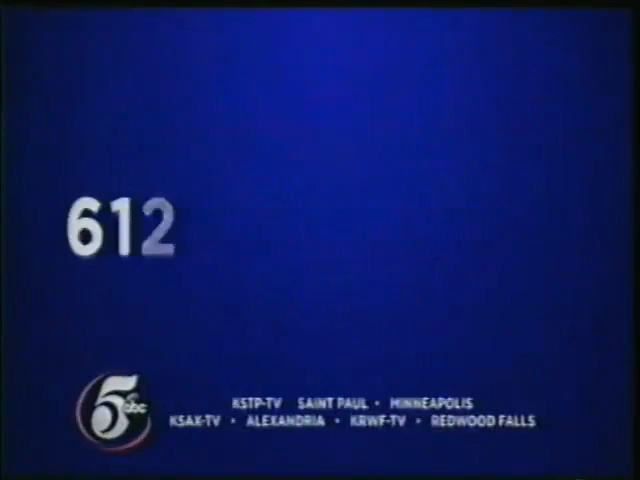 612
5 abc
KSTP-TV SAINT PAUL • MINNEAPOLIS
KSAX-TV • ALEXANDRIA • KRWF-TV • REDWOOD FALLS